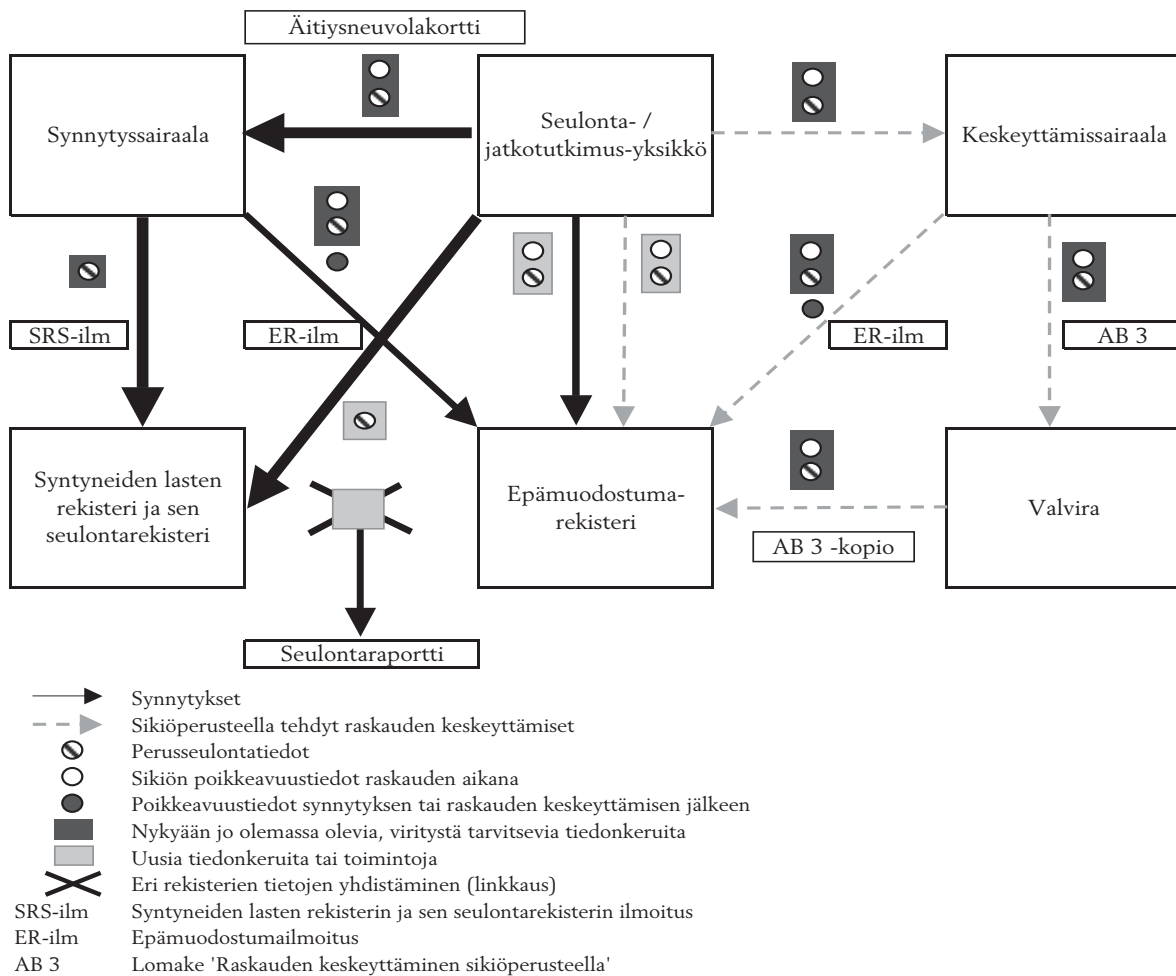 Äitiysneuvolakortti
Synnytyssairaala
Seulonta- /
jatkotutkimus-yksikkö
Keskeyttämissairaala
SRS-ilm
ER-ilm
ER-ilm
AB 3
Syntyneiden lasten
rekisteri ja sen
seulontarekisteri
Epämuodostuma-
rekisteri
Valvira
AB 3 -kopio
Seulontaraportti
Synnytykset
Sikiöperusteella tehdyt raskauden keskeyttämiset
Perusseulontatiedot
Sikiön poikkeavuustiedot raskauden aikana
Poikkeavuustiedot synnytyksen tai raskauden keskeyttämisen jälkeen
Nykyään jo olemassa olevia, viritystä tarvitsevia tiedonkeruita
Uusia tiedonkeruita tai toimintoja
Eri rekisterien tietojen yhdistäminen (linkkaus)
SRS-ilm Syntyneiden lasten rekisterin ja sen seulontarekisterin ilmoitus
ER-ilm Epämuodostumailmoitus
AB 3 Lomake 'Raskauden keskeyttäminen sikiöperusteella'